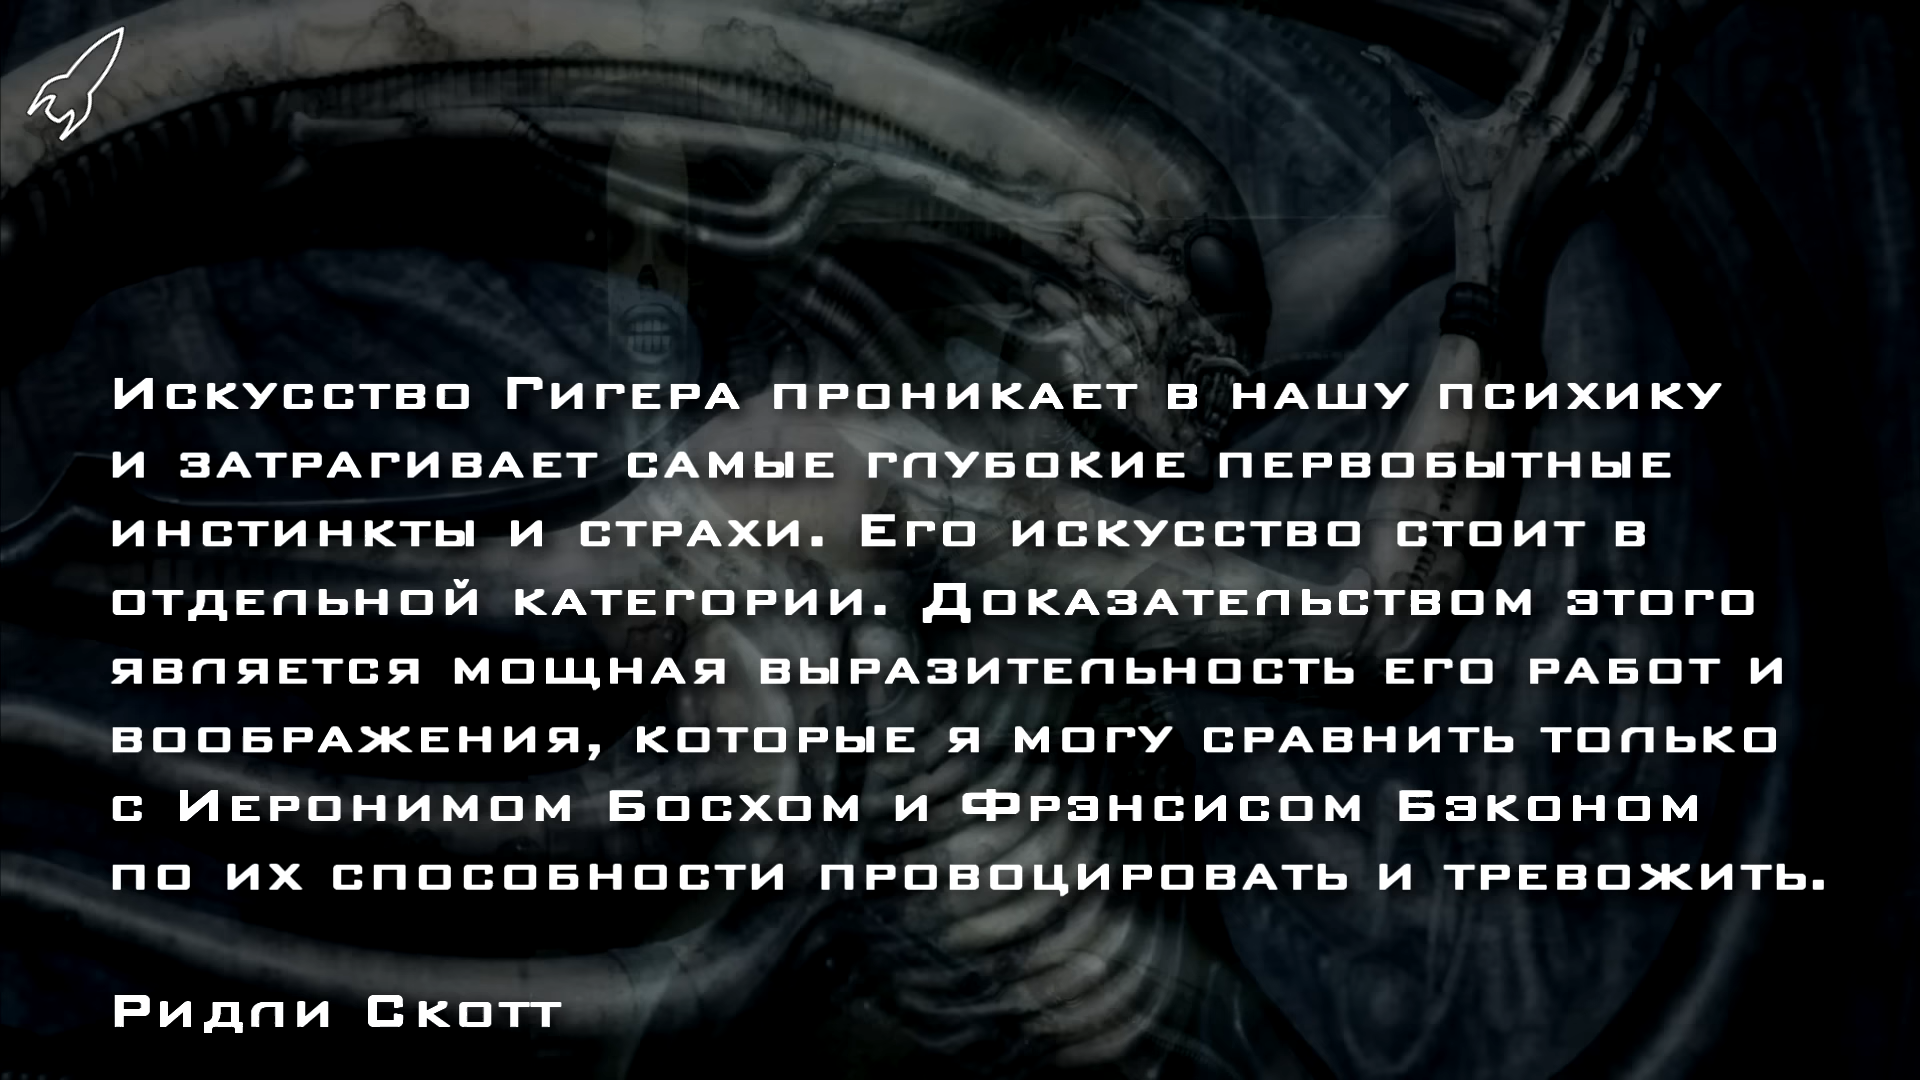 Искусство Гигера проникает в нашу психику
и затрагивает самые глубокие первобытные
инстинкты и страхи. Его искусство стоит в
отдельной категории. Доказательством этого
является мощная выразительность его работ и
воображения, которые я могу сравнить только
с Иеронимом Босхом и Фрэнсисом Бэконом
по их способности провоцировать и тревожить.
Ридли Скотт